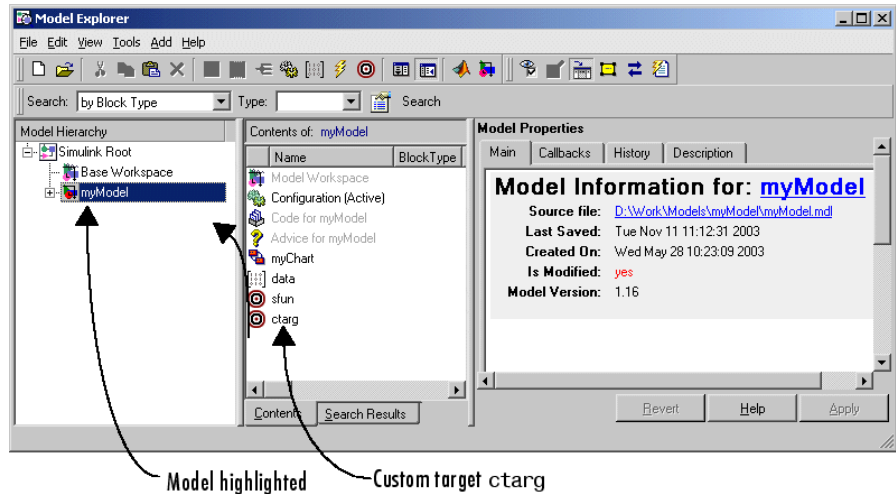 Model Explorer
File Edit View Tools Add Help
Search: by Block Type Type: Search
Model Hierarchy
Simulink Root
Base Workspace
myModel
Contents of: myModel
Name BlockType
Model Workspace
Configuration (Active)
Code for myModel
Advice for myModel
myChart
data
sfun
ctarg
Contents Search Results
Model Properties
Main Callbacks History Description
Model Information for: myModel
Source file: D:\Work\Models\myModel\myModel.mdl
Last Saved: Tue Nov 11 11:12:31 2003
Created On: Wed May 28 10:23:09 2003
Is Modified: yes
Model Version: 1.16
Revert Help Apply
Model highlighted
Custom target ctarg